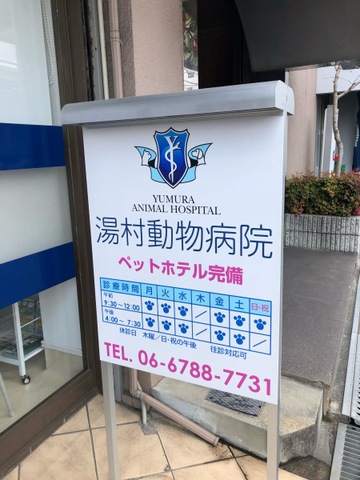 YUMURA
ANIMAL HOSPITAL
湯村動物病院
ペットホテル完備
診療時間 月 火 水 木 金 土 日・祝
午前
9:30~12:00 /
午後
4:00~7:30 / /
休診日 木曜/日・祝の午後 往診対応可
TEL. 06-6788-7731